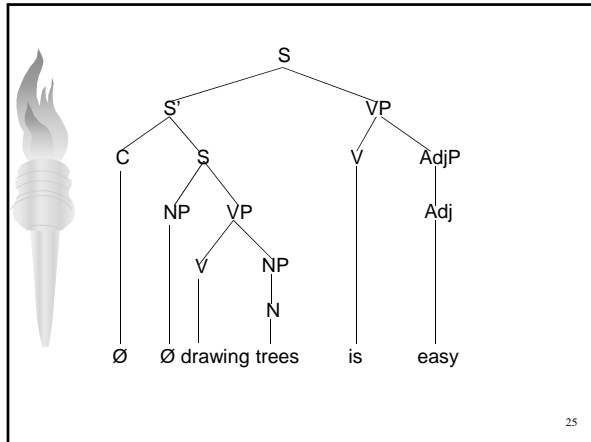 S
S' VP
C S V AdjP
NP VP Adj
V NP
N
Ø Ø drawing trees is easy
25